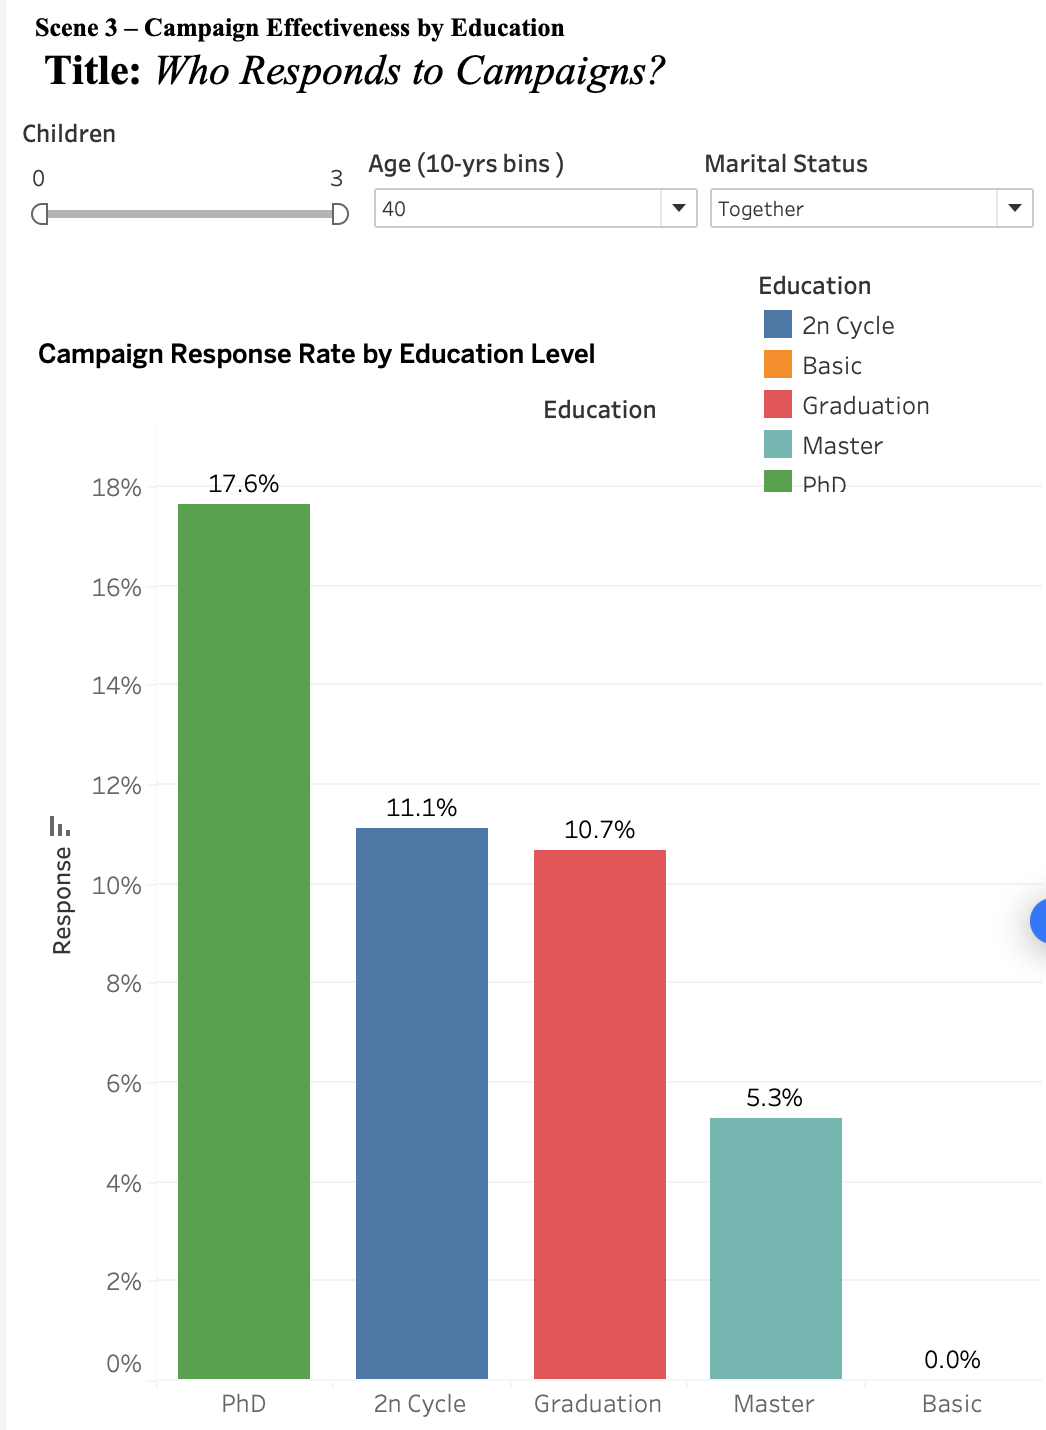 Scene 3 – Campaign Effectiveness by Education
Title: Who Responds to Campaigns?
Children
0 3
Age (10-yrs bins )
40
Marital Status
Together
Education
2n Cycle
Basic
Graduation
Master
PhD
Campaign Response Rate by Education Level
Education
Response
18%
16%
14%
12%
10%
8%
6%
4%
2%
0%
17.6%
11.1%
10.7%
5.3%
0.0%
PhD 2n Cycle Graduation Master Basic